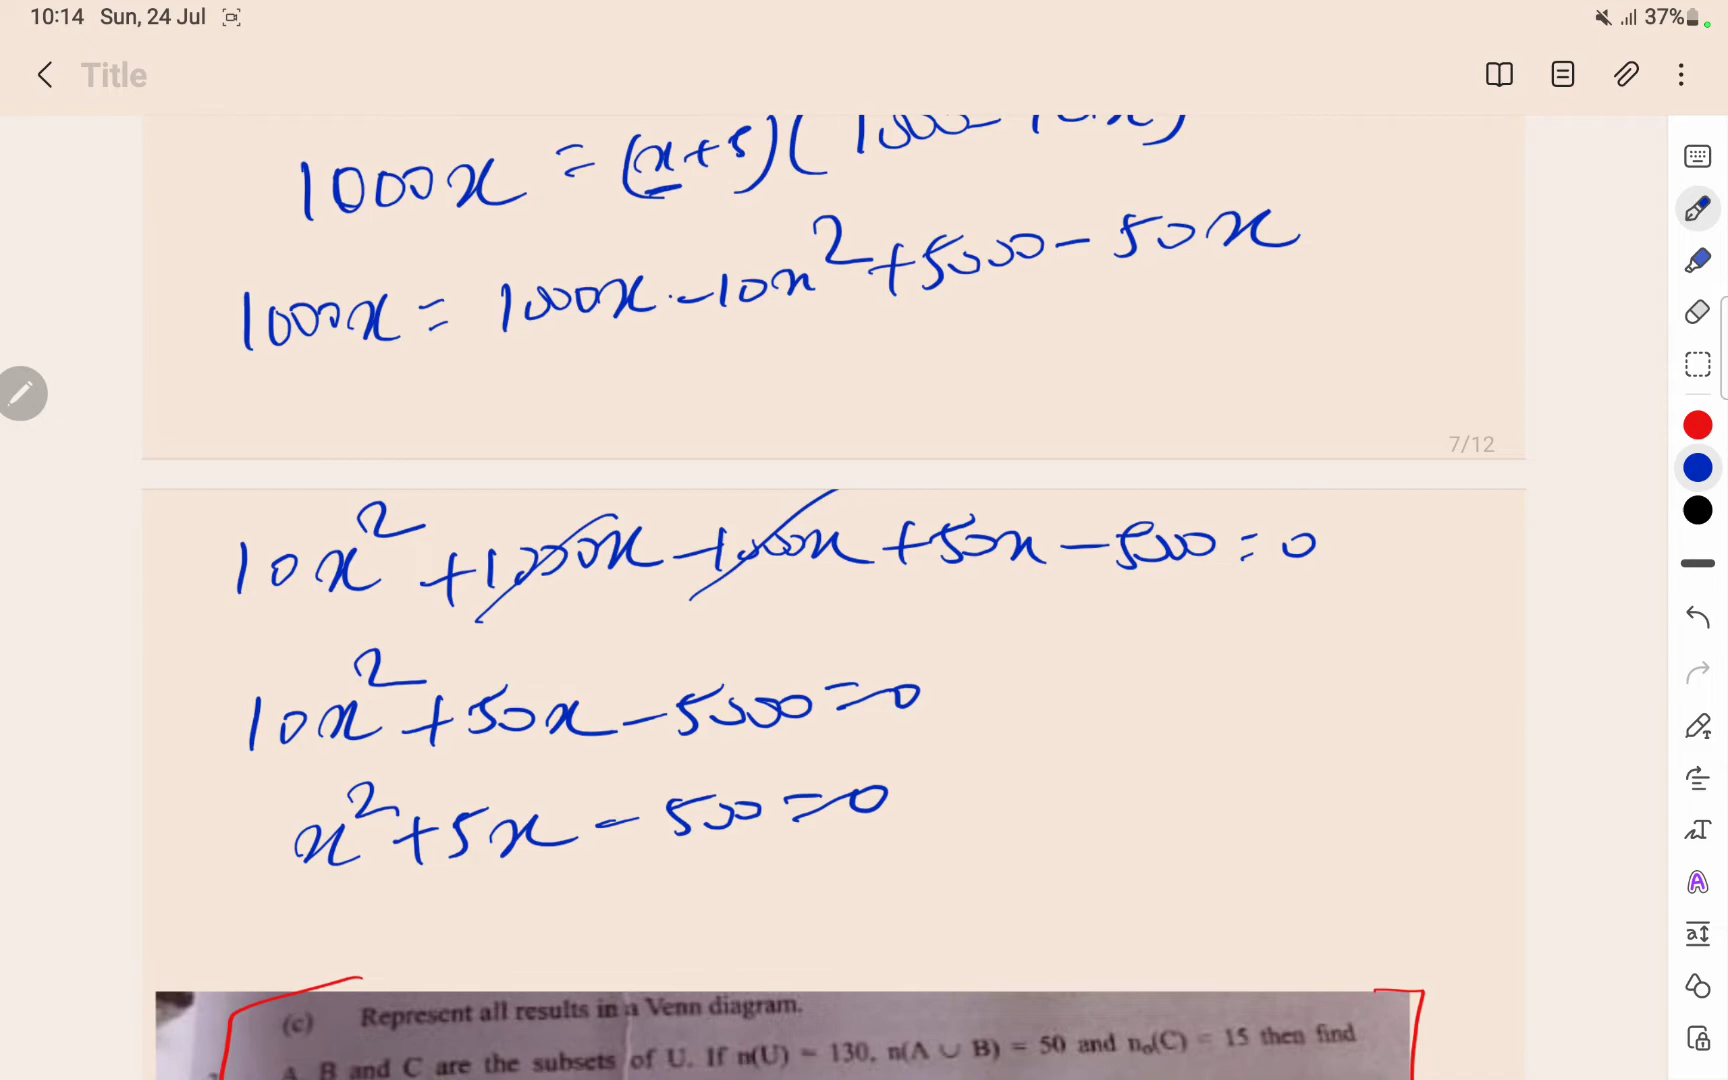 10:14 Sun, 24 Jul
37%
Title
1000x = (x+5)(
1000x = 1000x - 10x² + 5000 - 50x
7/12
10x² + 1000x - 1000x + 50x - 5000 = 0
10x² + 50x - 5000 = 0
x² + 5x - 500 = 0
(c) Represent all results in a Venn diagram.
A, B and C are the subsets of U. If n(U) = 130, n(A ∪ B) = 50 and n₀(C) = 15 then find